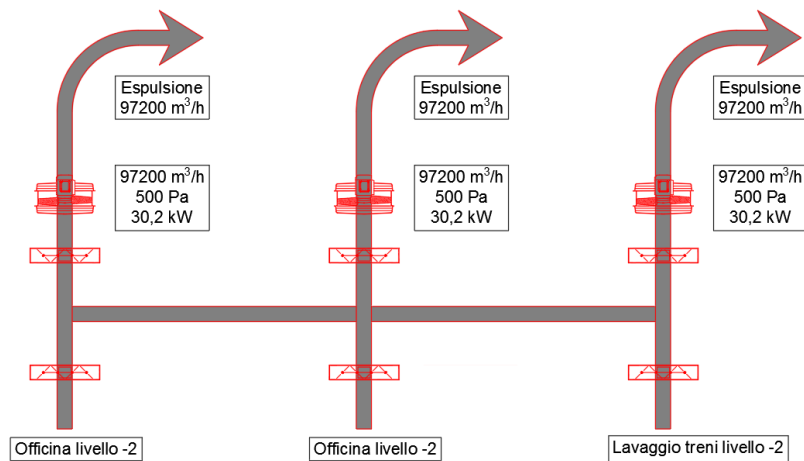 Espulsione
97200 m³/h
Espulsione
97200 m³/h
Espulsione
97200 m³/h
97200 m³/h
500 Pa
30,2 kW
97200 m³/h
500 Pa
30,2 kW
97200 m³/h
500 Pa
30,2 kW
Officina livello -2
Officina livello -2
Lavaggio treni livello -2